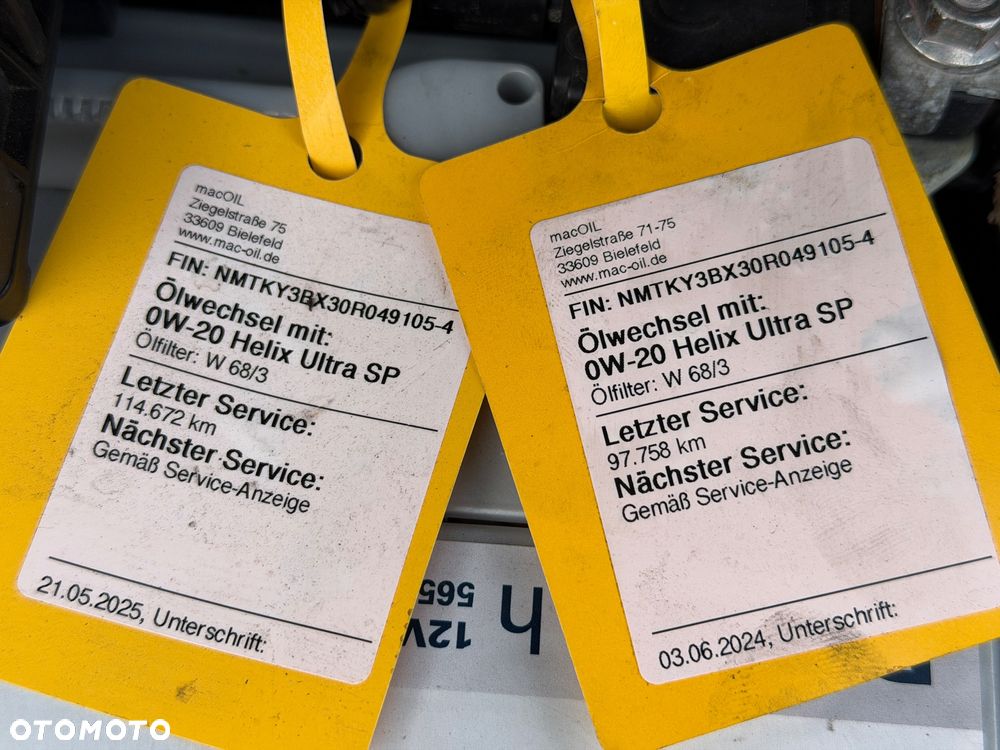 macOIL
Ziegelstraße 75
33609 Bielefeld
www.mac-oil.de
FIN: NMTKY3BX30R049105-4
Ölwechsel mit:
0W-20 Helix Ultra SP
Ölfilter: W 68/3
Letzter Service:
114.672 km
Nächster Service:
Gemäß Service-Anzeige
21.05.2025, Unterschrift:
macOIL
Ziegelstraße 71-75
33609 Bielefeld
www.mac-oil.de
FIN: NMTKY3BX30R049105-4
Ölwechsel mit:
0W-20 Helix Ultra SP
Ölfilter: W 68/3
Letzter Service:
97.758 km
Nächster Service:
Gemäß Service-Anzeige
03.06.2024, Unterschrift:
565
12V
h
OTOMOTO